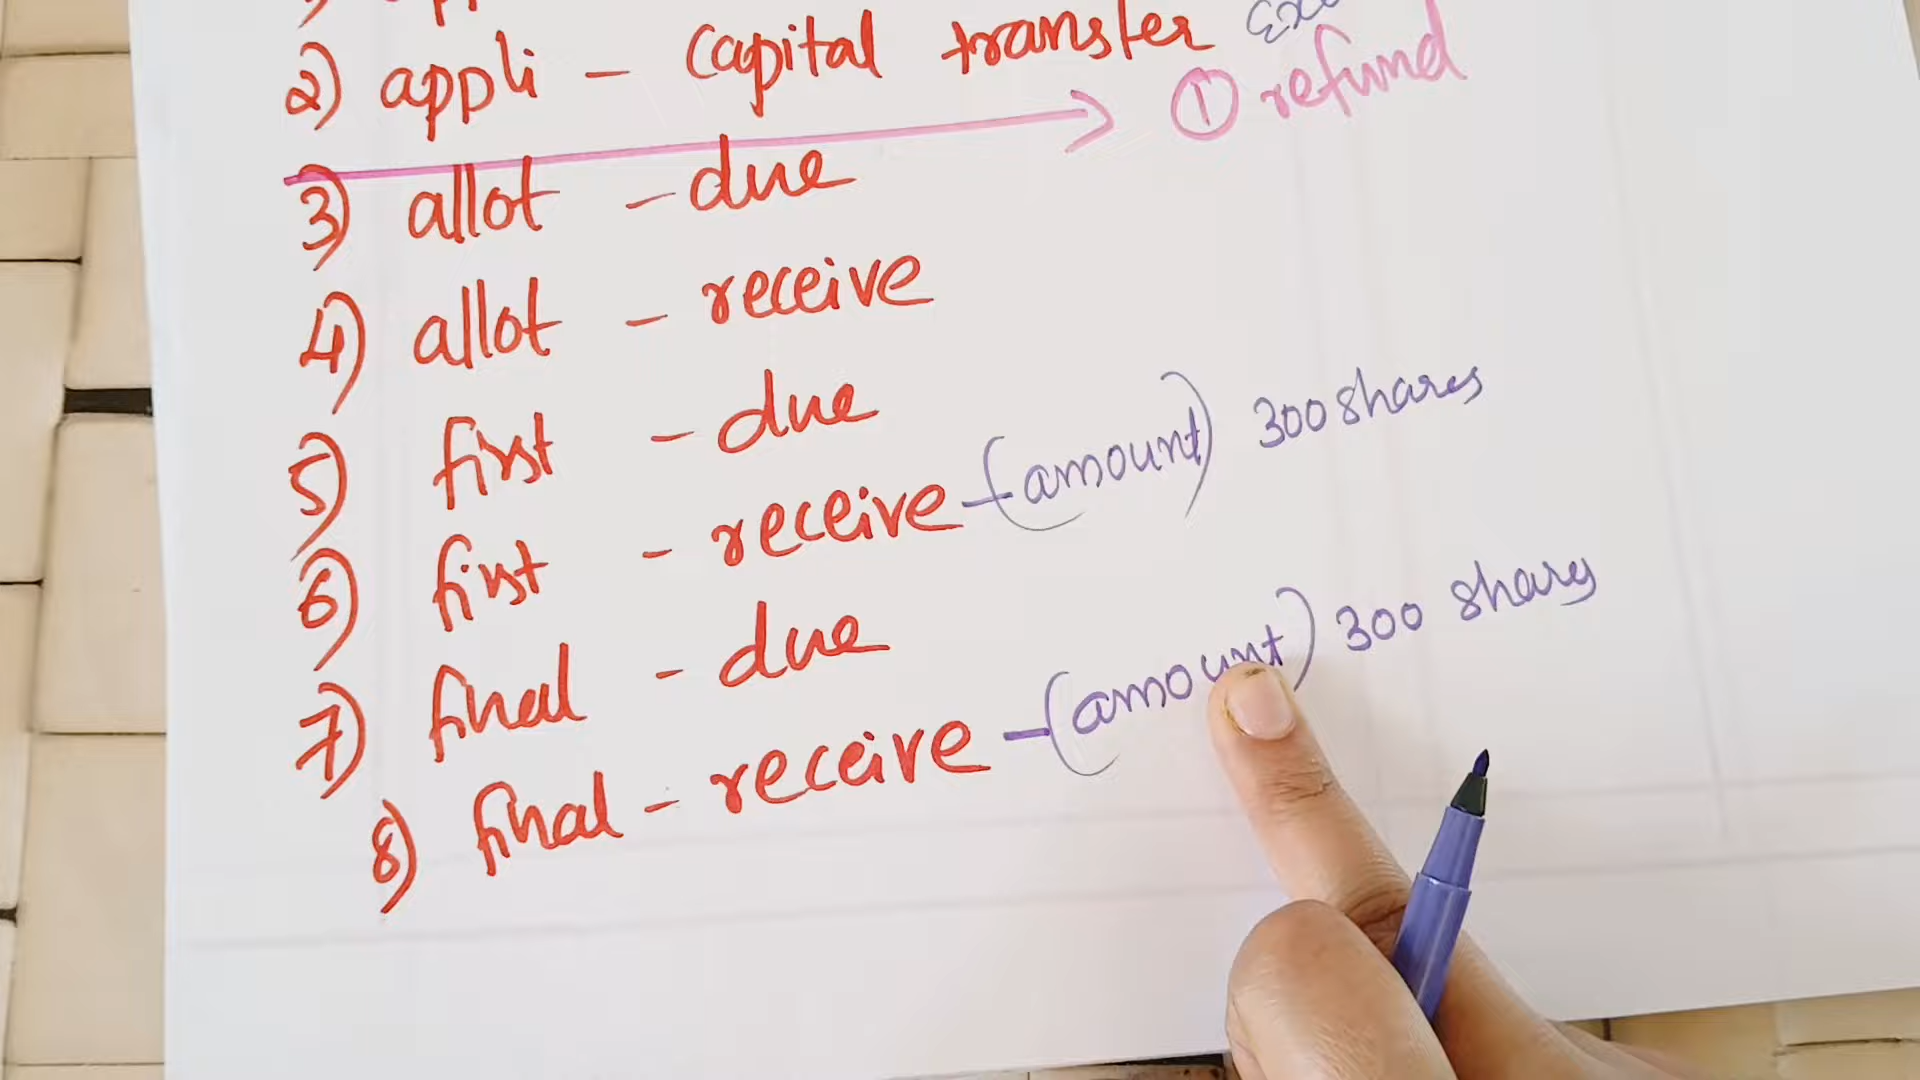 2) appli - capital transfer
① refund
3) allot - due
4) allot - receive
5) first - due
6) first - receive - (amount) 300 shares
7) final - due
8) final - receive - (amount) 300 shares